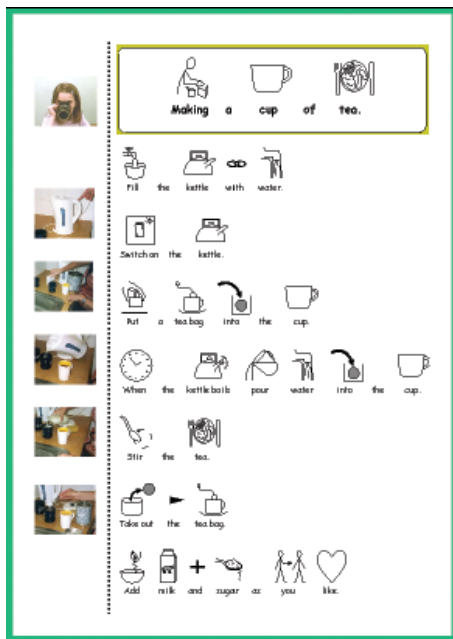 Making a cup of tea.
Fill the kettle with water.
Switch on the kettle.
Put a tea bag into the cup.
When the kettle boils pour water into the cup.
Stir the tea.
Take out the tea bag.
Add milk and sugar as you like.